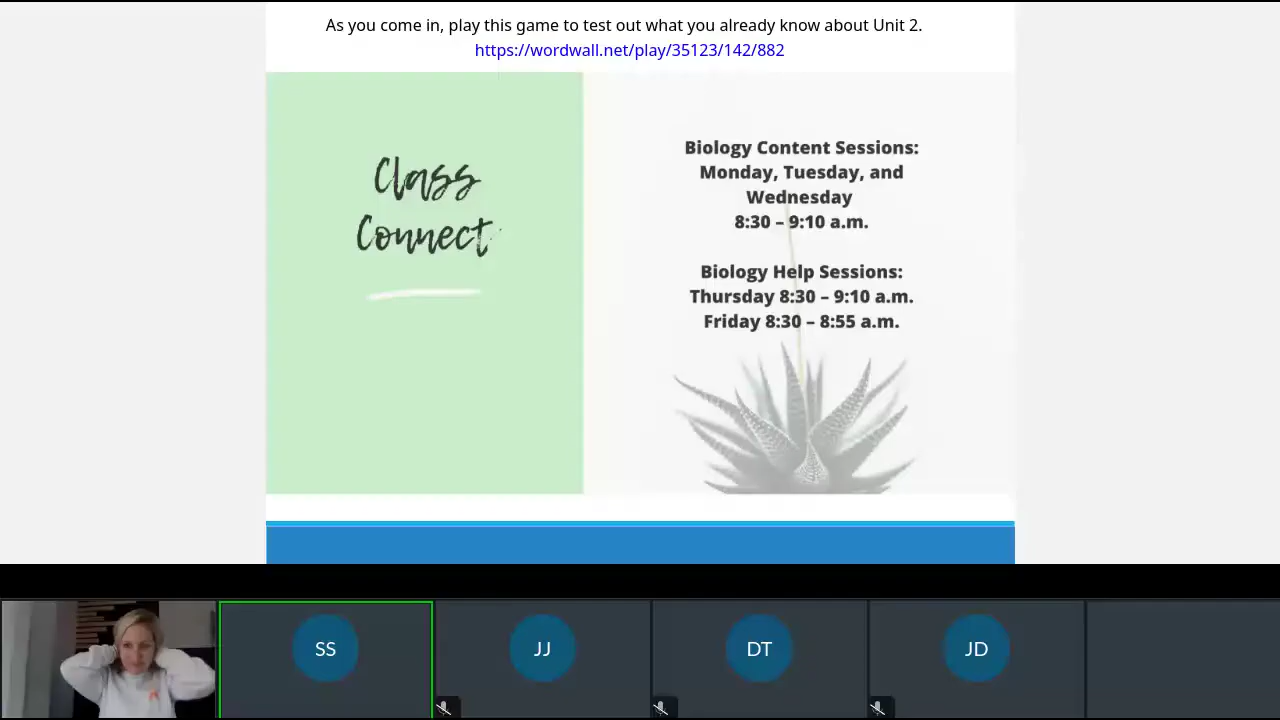 As you come in, play this game to test out what you already know about Unit 2.
https://wordwall.net/play/35123/142/882
Class
Connect
Biology Content Sessions:
Monday, Tuesday, and
Wednesday
8:30 – 9:10 a.m.
Biology Help Sessions:
Thursday 8:30 – 9:10 a.m.
Friday 8:30 – 8:55 a.m.
SS
JJ
DT
JD